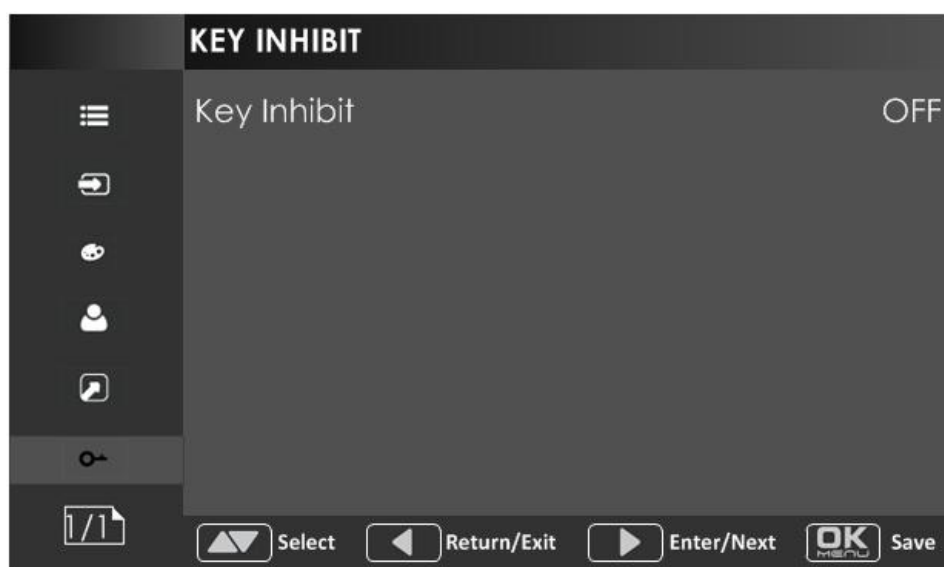 KEY INHIBIT
Key Inhibit OFF
1/1 Select Return/Exit Enter/Next OK MENU Save